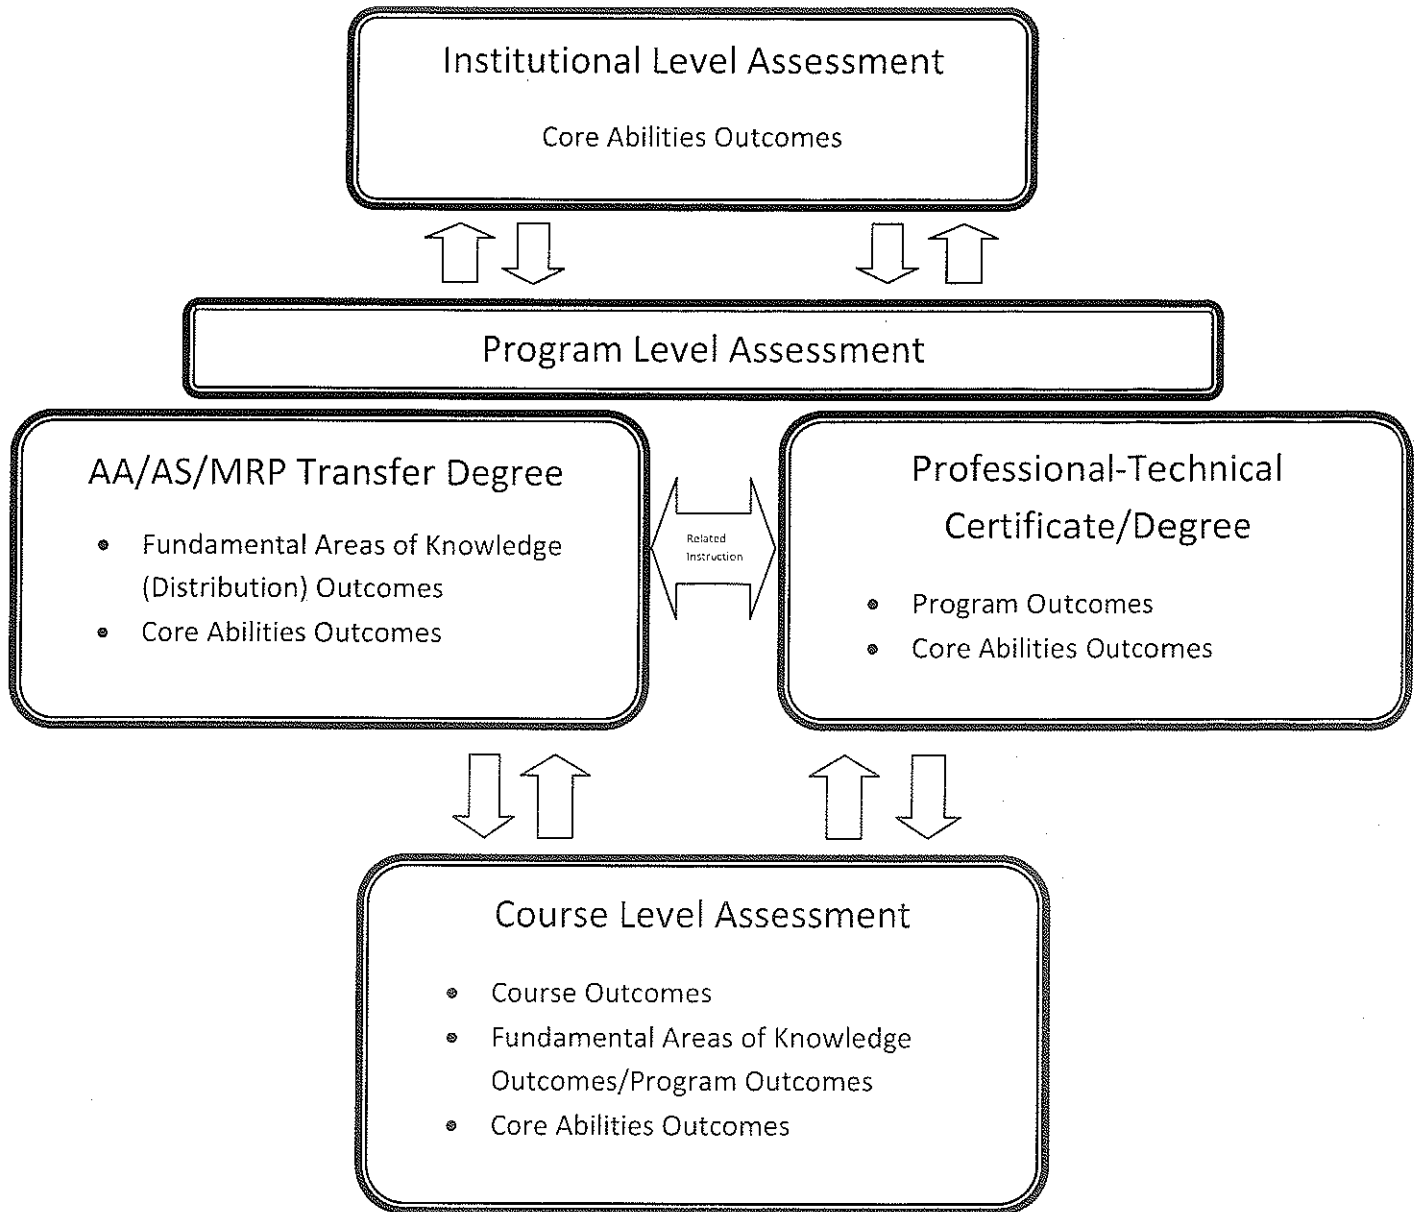 Institutional Level Assessment
Core Abilities Outcomes
Program Level Assessment
AA/AS/MRP Transfer Degree
• Fundamental Areas of Knowledge
(Distribution) Outcomes
• Core Abilities Outcomes
Related
Instruction
Professional-Technical
Certificate/Degree
• Program Outcomes
• Core Abilities Outcomes
Course Level Assessment
• Course Outcomes
• Fundamental Areas of Knowledge
Outcomes/Program Outcomes
• Core Abilities Outcomes